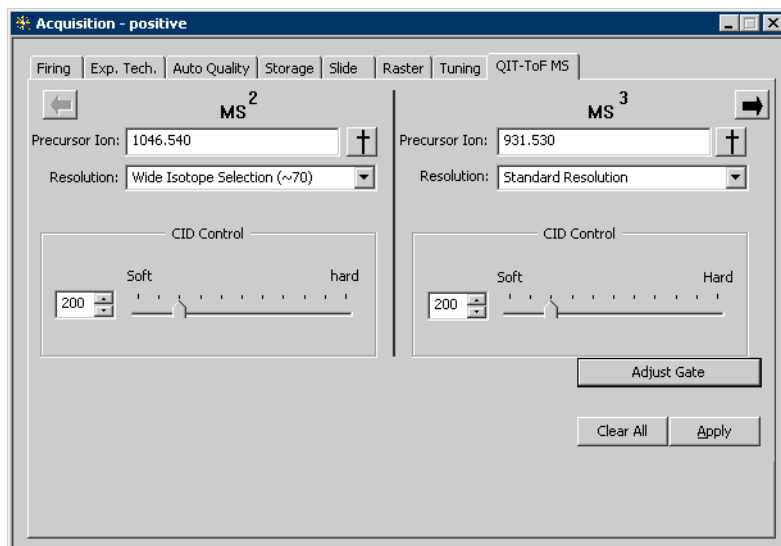 Acquisition - positive
Firing Exp. Tech. Auto Quality Storage Slide Raster Tuning QIT-ToF MS
MS2 MS3
Precursor Ion: 1046.540 Precursor Ion: 931.530
Resolution: Wide Isotope Selection (~70) Resolution: Standard Resolution
CID Control CID Control
Soft hard Soft Hard
200 200
Adjust Gate
Clear All Apply